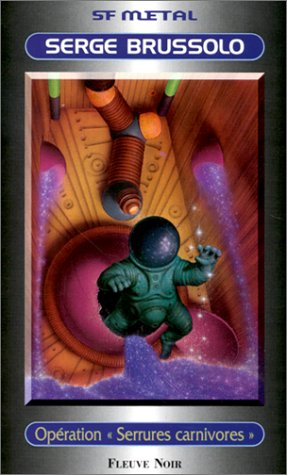 SF METAL
SERGE BRUSSOLO
Opération « Serrures carnivores »
FLEUVE NOIR